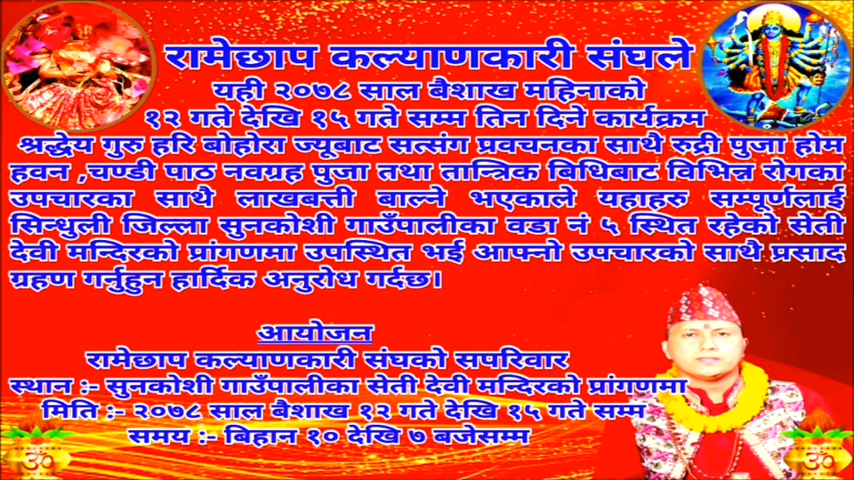 रामेछाप कल्याणकारी संघले
यही २०७८ साल बैशाख महिनाको
१२ गते देखि १५ गते सम्म तिन दिने कार्यक्रम
श्रद्धेय गुरु हरि बोहोरा ज्यूबाट सत्संग प्रवचनका साथै रुद्री पुजा होम
हवन ,चण्डी पाठ नवग्रह पुजा तथा तान्त्रिक बिधिबाट विभिन्न रोगका
उपचारका साथै लाखबत्ती बाल्ने भएकाले यहाहरु सम्पूर्णलाई
सिन्धुली जिल्ला सुनकोशी गाउँपालीका वडा नं ५ स्थित रहेको सेती
देवी मन्दिरको प्रांगणमा उपस्थित भई आफ्नो उपचारको साथै प्रसाद
ग्रहण गर्नुहुन हार्दिक अनुरोध गर्दछ।
आयोजन
रामेछाप कल्याणकारी संघको सपरिवार
स्थान :- सुनकोशी गाउँपालीका सेती देवी मन्दिरको प्रांगणमा
मिति :- २०७८ साल बैशाख १२ गते देखि १५ गते सम्म
समय :- बिहान १० देखि ७ बजेसम्म
ॐ
ॐ